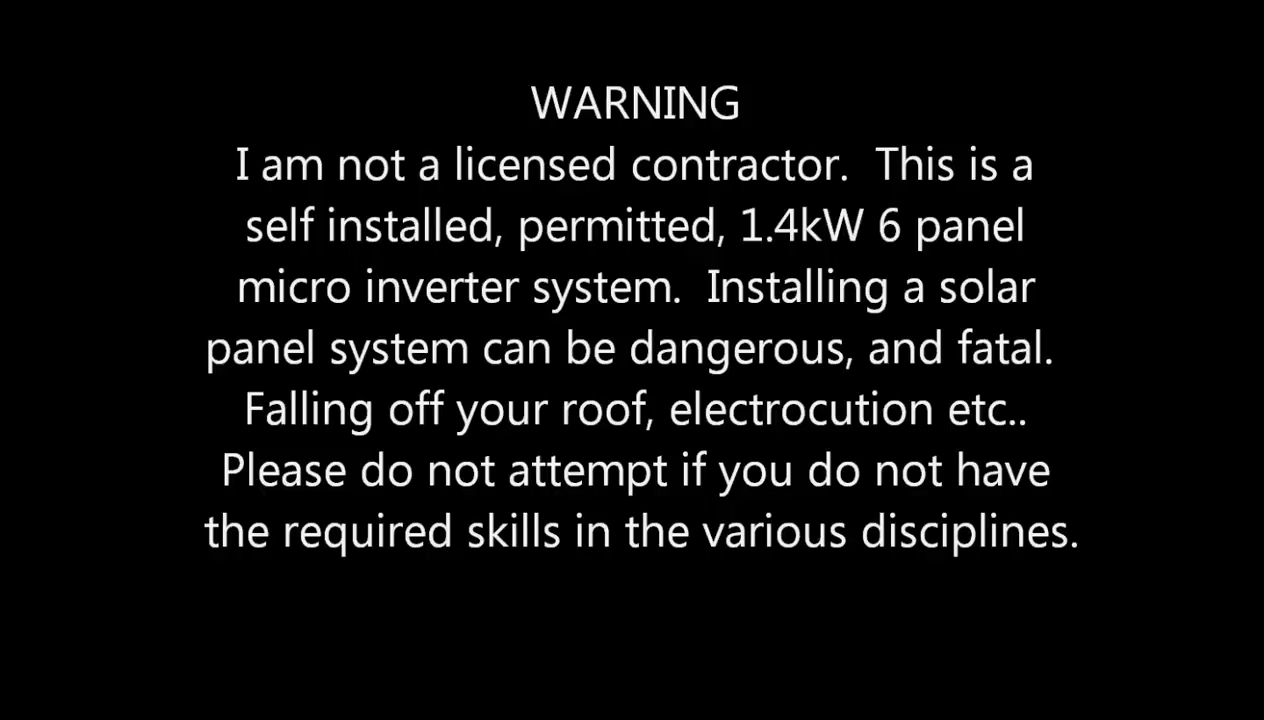 WARNING
I am not a licensed contractor.  This is a
self installed, permitted, 1.4kW 6 panel
micro inverter system.  Installing a solar
panel system can be dangerous, and fatal.
Falling off your roof, electrocution etc..
Please do not attempt if you do not have
the required skills in the various disciplines.